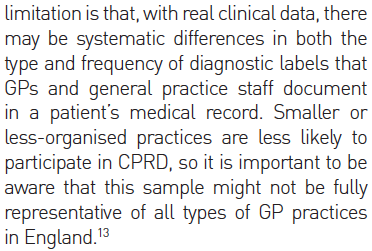 limitation is that, with real clinical data, there
may be systematic differences in both the
type and frequency of diagnostic labels that
GPs and general practice staff document
in a patient's medical record. Smaller or
less-organised practices are less likely to
participate in CPRD, so it is important to be
aware that this sample might not be fully
representative of all types of GP practices
in England.¹³